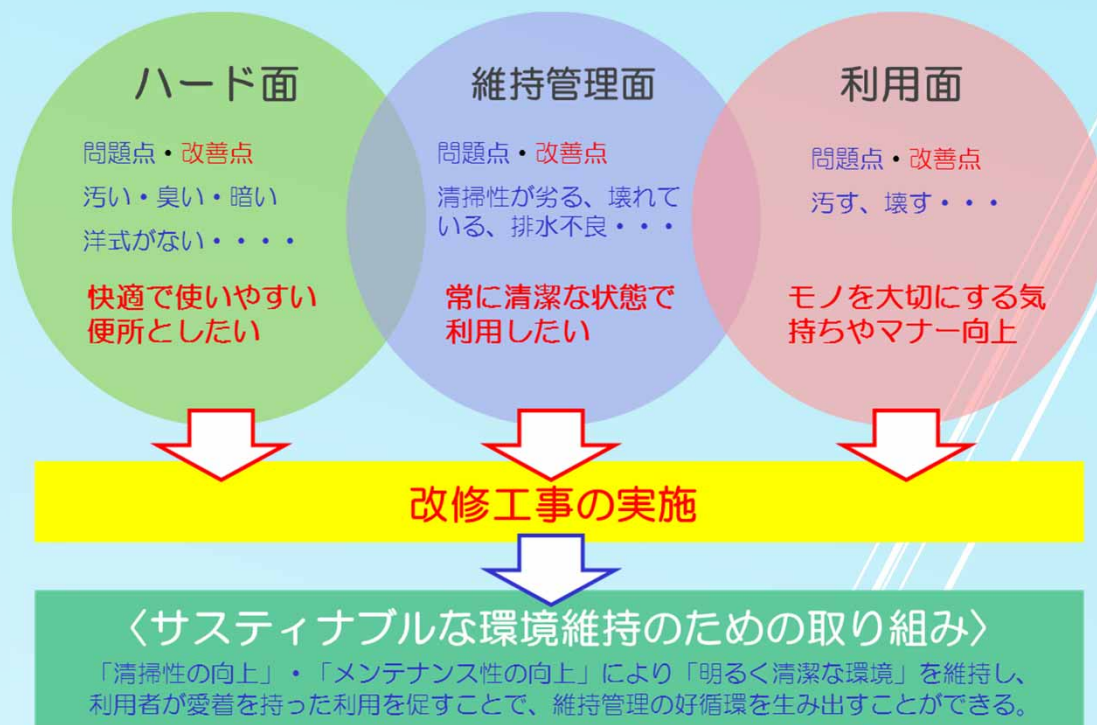 ハード面
問題点・改善点
汚い・臭い・暗い
洋式がない・・・・
快適で使いやすい
便所としたい
維持管理面
問題点・改善点
清掃性が劣る、壊れて
いる、排水不良・・・
常に清潔な状態で
利用したい
利用面
問題点・改善点
汚す、壊す・・・
モノを大切にする気
持ちやマナー向上
改修工事の実施
〈サスティナブルな環境維持のための取り組み〉
「清掃性の向上」・「メンテナンス性の向上」により「明るく清潔な環境」を維持し、
利用者が愛着を持った利用を促すことで、維持管理の好循環を生み出すことができる。